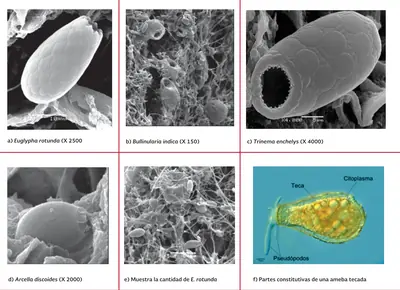 a) Euglypha rotunda (X 2500
b) Bullinularia indica (X 150)
c) Trinema enchelys (X 4000)
Citoplasma
Teca
Pseudópodos
d) Arcella discoides (X 2000)
e) Muestra la cantidad de E. rotunda
f) Partes constitutivas de una ameba tecada